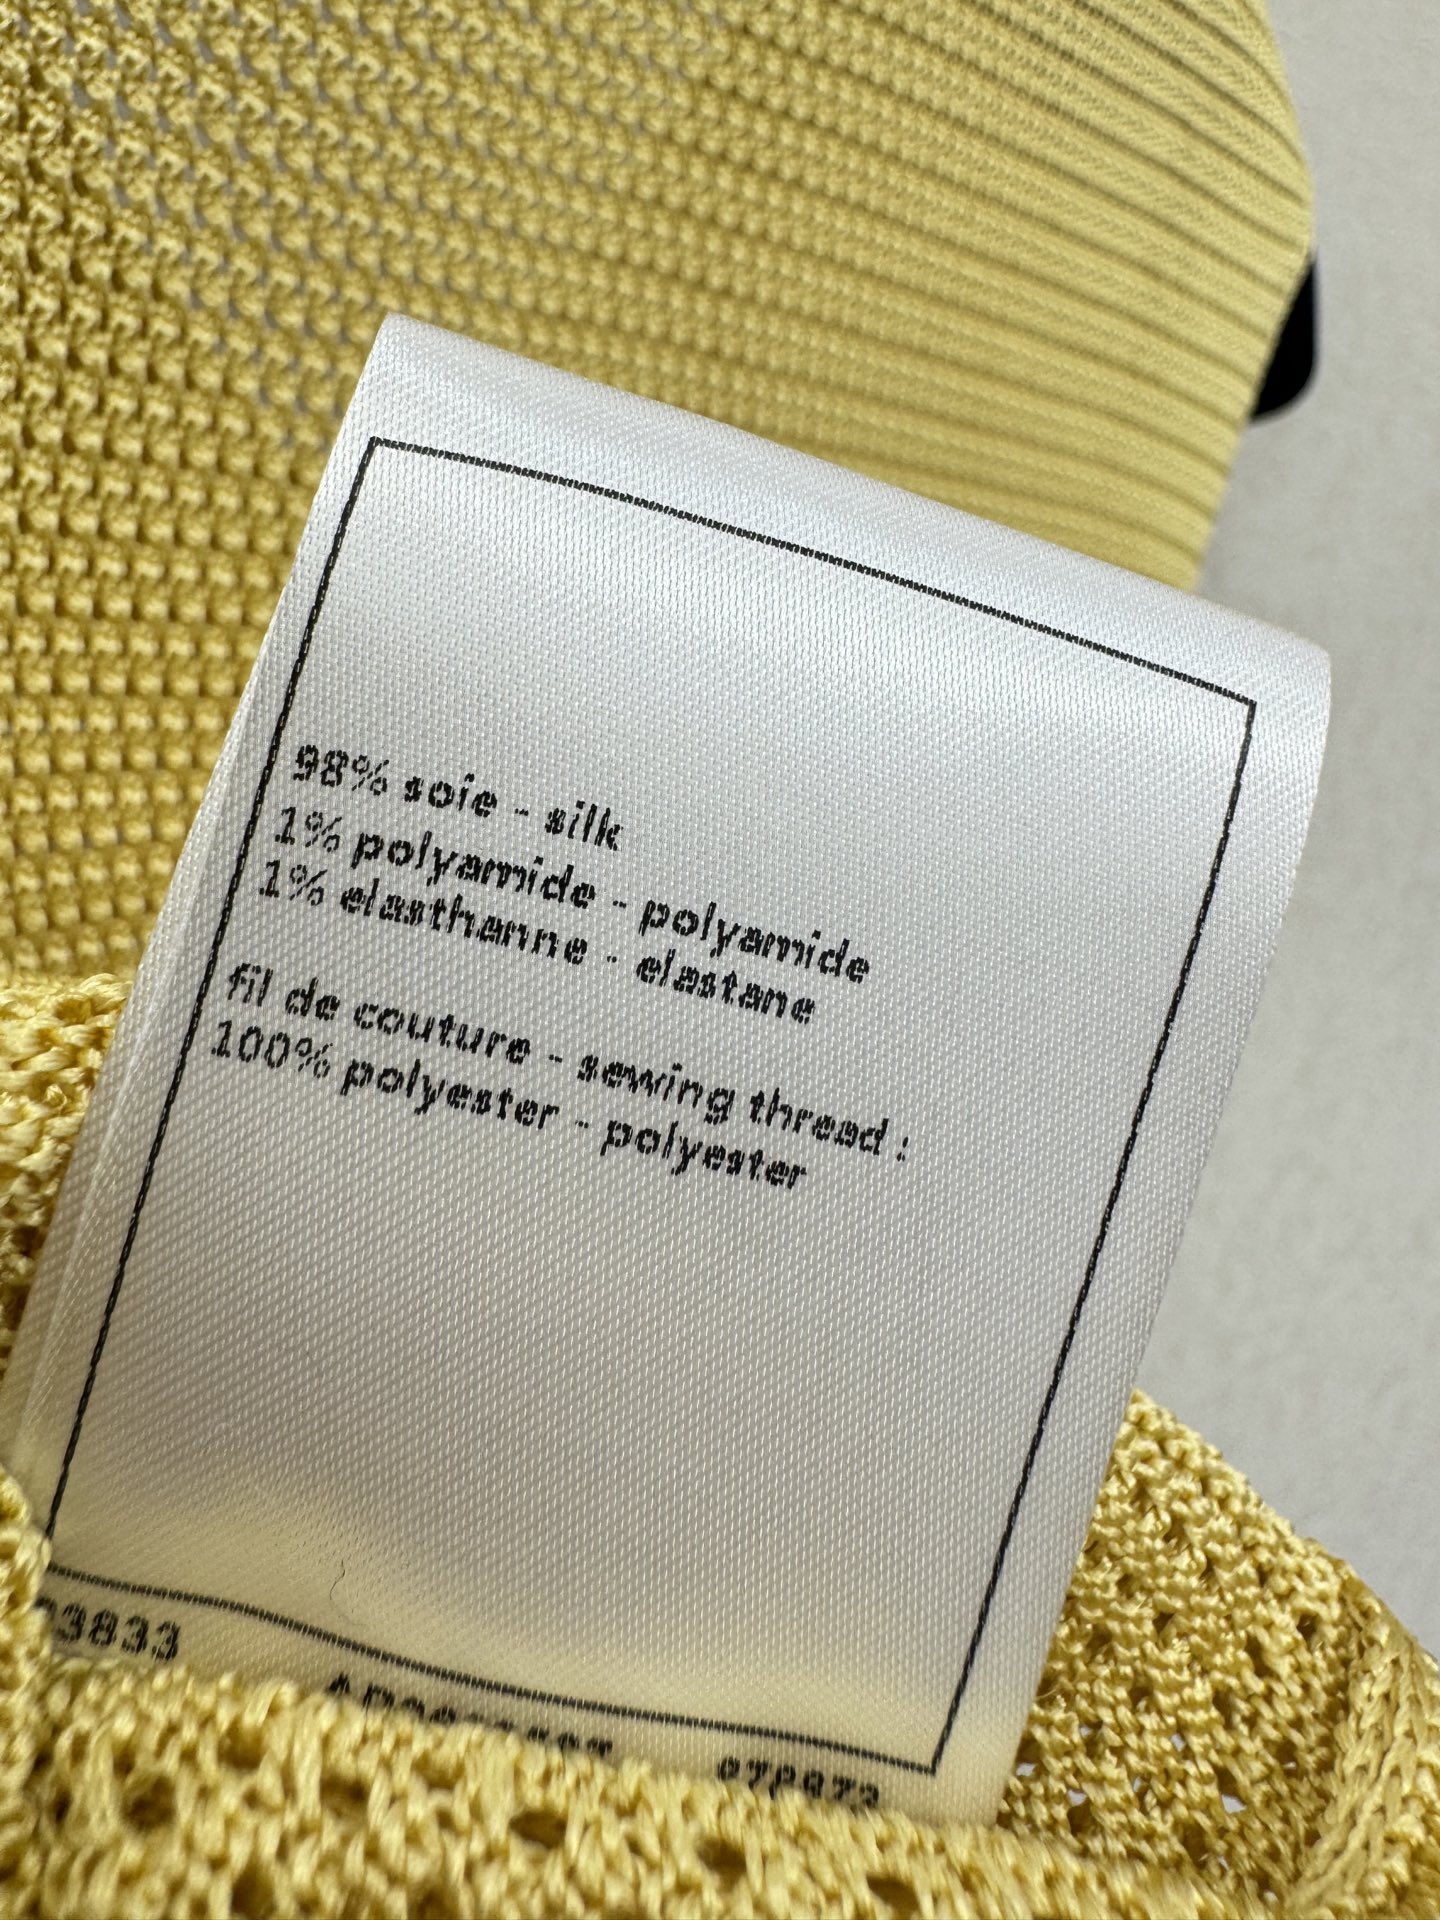 98% soie - silk
1% polyamide - polyamide
1% elasthanne - elastane
fil de couture - sewing thread :
100% polyester - polyester